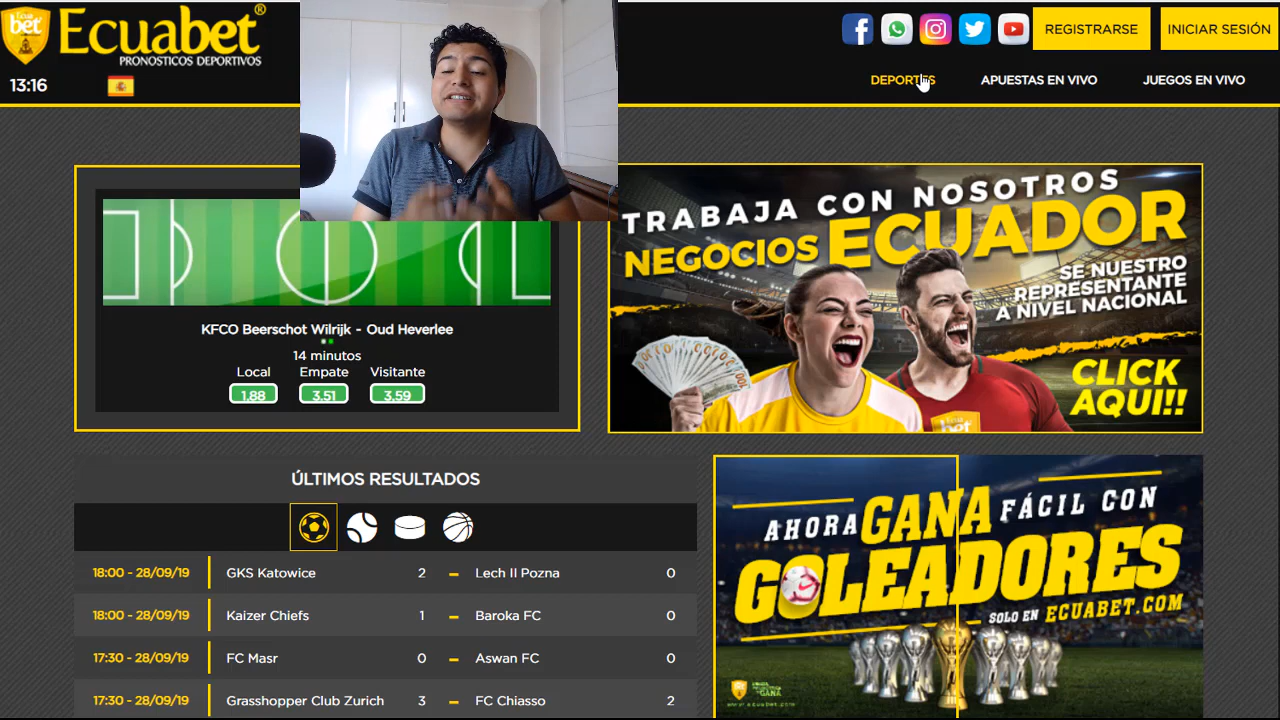 Ecua
bet
Ecuabet®
PRONÓSTICOS DEPORTIVOS
REGISTRARSE
INICIAR SESIÓN
13:16
DEPORTES
APUESTAS EN VIVO
JUEGOS EN VIVO
KFCO Beerschot Wilrijk - Oud Heverlee
14 minutos
Local Empate Visitante
1.88 3.51 3.59
TRABAJA CON NOSOTROS
NEGOCIOS ECUADOR
SE NUESTRO
REPRESENTANTE
A NIVEL NACIONAL
CLICK
AQUI!!
bet
ÚLTIMOS RESULTADOS
18:00 - 28/09/19 GKS Katowice 2 – Lech II Pozna 0
18:00 - 28/09/19 Kaizer Chiefs 1 – Baroka FC 0
17:30 - 28/09/19 FC Masr 0 – Aswan FC 0
17:30 - 28/09/19 Grasshopper Club Zurich 3 – FC Chiasso 2
AHORA GANA FÁCIL CON
GOLEADORES
SOLO EN ECUABET.COM